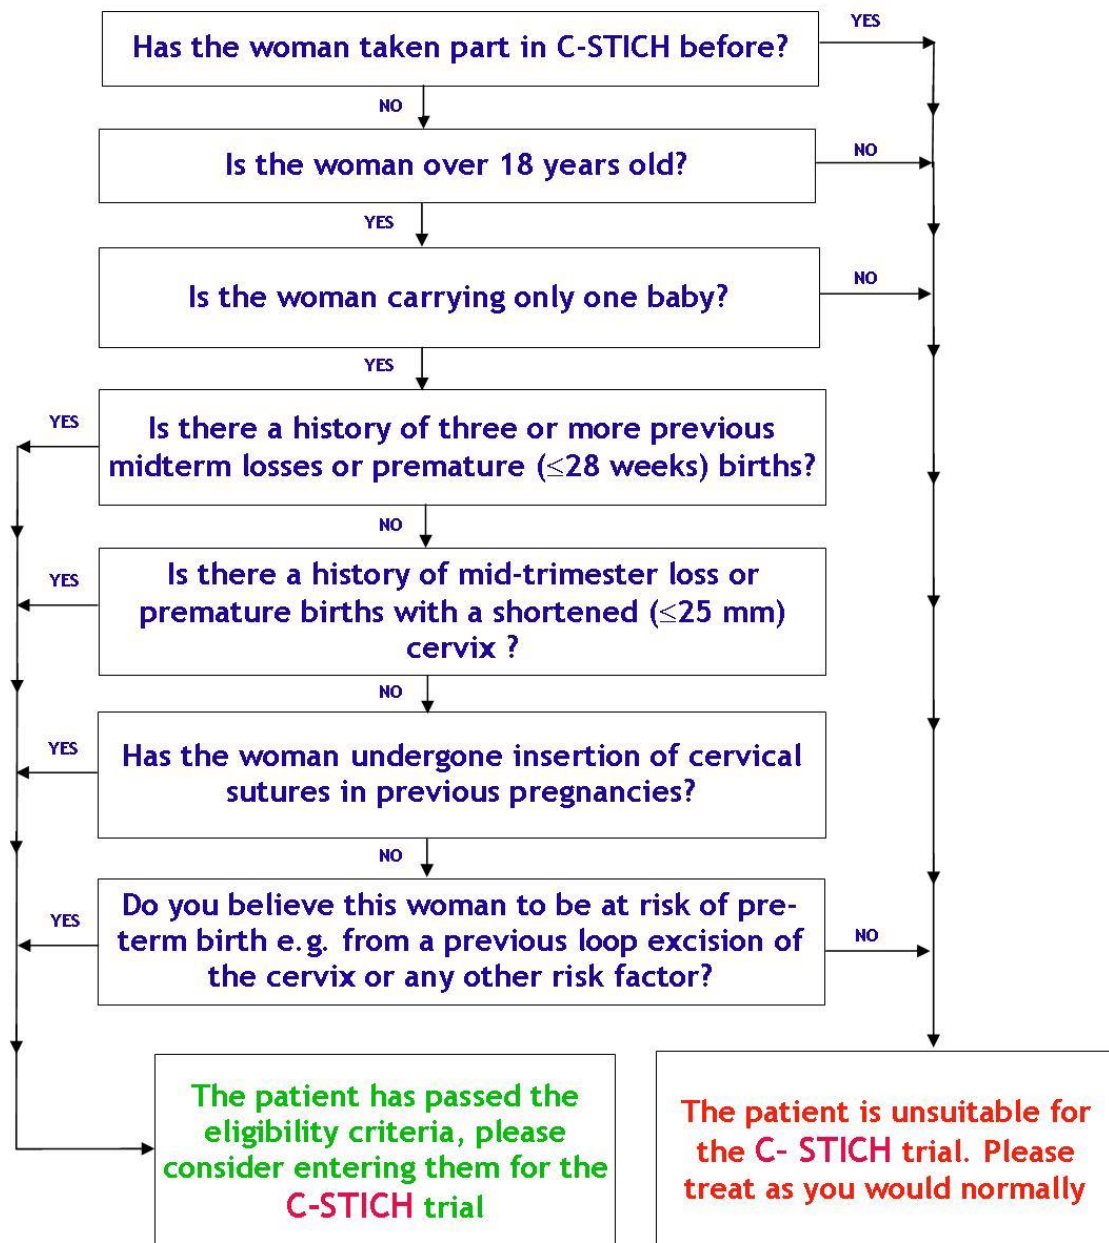 Has the woman taken part in C-STICH before?
YES
NO
Is the woman over 18 years old?
NO
YES
Is the woman carrying only one baby?
NO
YES
YES
Is there a history of three or more previous
midterm losses or premature (≤28 weeks) births?
NO
YES
Is there a history of mid-trimester loss or
premature births with a shortened (≤25 mm)
cervix ?
NO
YES
Has the woman undergone insertion of cervical
sutures in previous pregnancies?
NO
YES
Do you believe this woman to be at risk of pre-
term birth e.g. from a previous loop excision of
the cervix or any other risk factor?
NO
The patient has passed the
eligibility criteria, please
consider entering them for the
C-STICH trial
The patient is unsuitable for
the C- STICH trial. Please
treat as you would normally